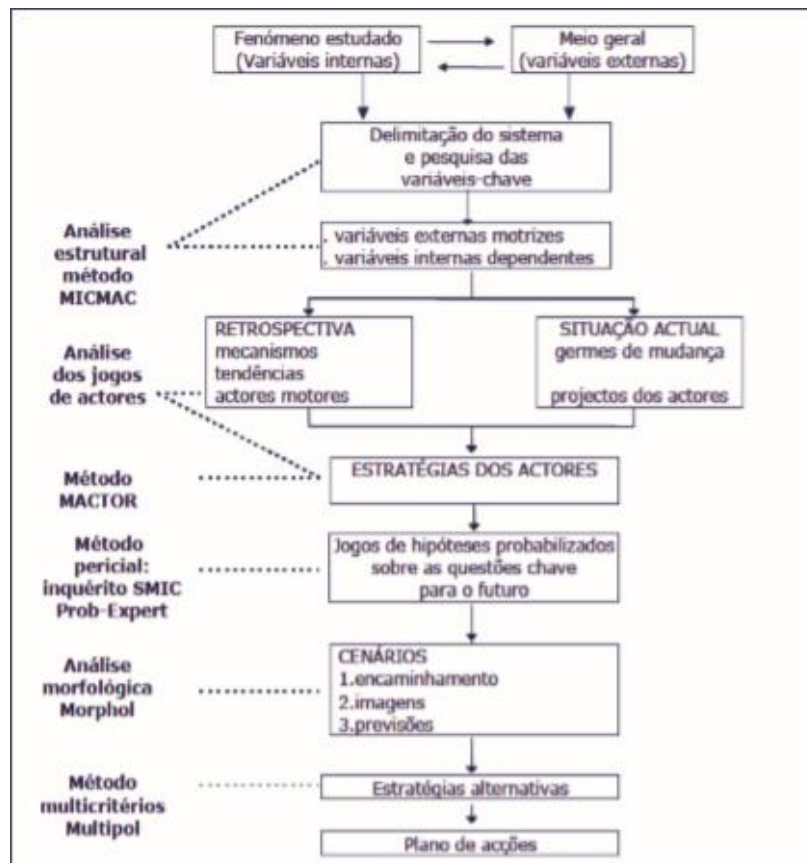 Fenómeno estudado
(Variáveis internas)
Meio geral
(variáveis externas)
Delimitação do sistema
e pesquisa das
variáveis-chave
Análise
estrutural
método
MICMAC
. variáveis externas motrizes
. variáveis internas dependentes
RETROSPECTIVA
mecanismos
tendências
actores motores
SITUAÇÃO ACTUAL
germes de mudança
projectos dos actores
Análise
dos jogos
de actores
Método
MACTOR
ESTRATÉGIAS DOS ACTORES
Método
pericial:
inquérito SMIC
Prob-Expert
Jogos de hipóteses probabilizados
sobre as questões chave
para o futuro
Análise
morfológica
Morphol
CENÁRIOS
1.encaminhamento
2.imagens
3.previsões
Método
multicritérios
Multipol
Estratégias alternativas
Plano de acções